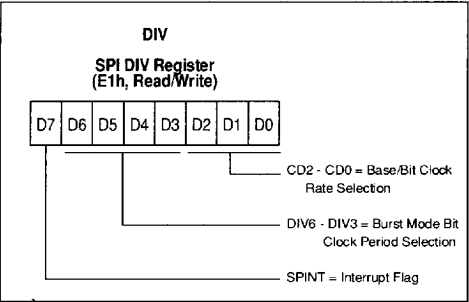 DIV
SPI DIV Register
(E1h, Read/Write)
D7 D6 D5 D4 D3 D2 D1 D0
CD2 - CD0 = Base/Bit Clock
Rate Selection
DIV6 - DIV3 = Burst Mode Bit
Clock Period Selection
SPINT = Interrupt Flag